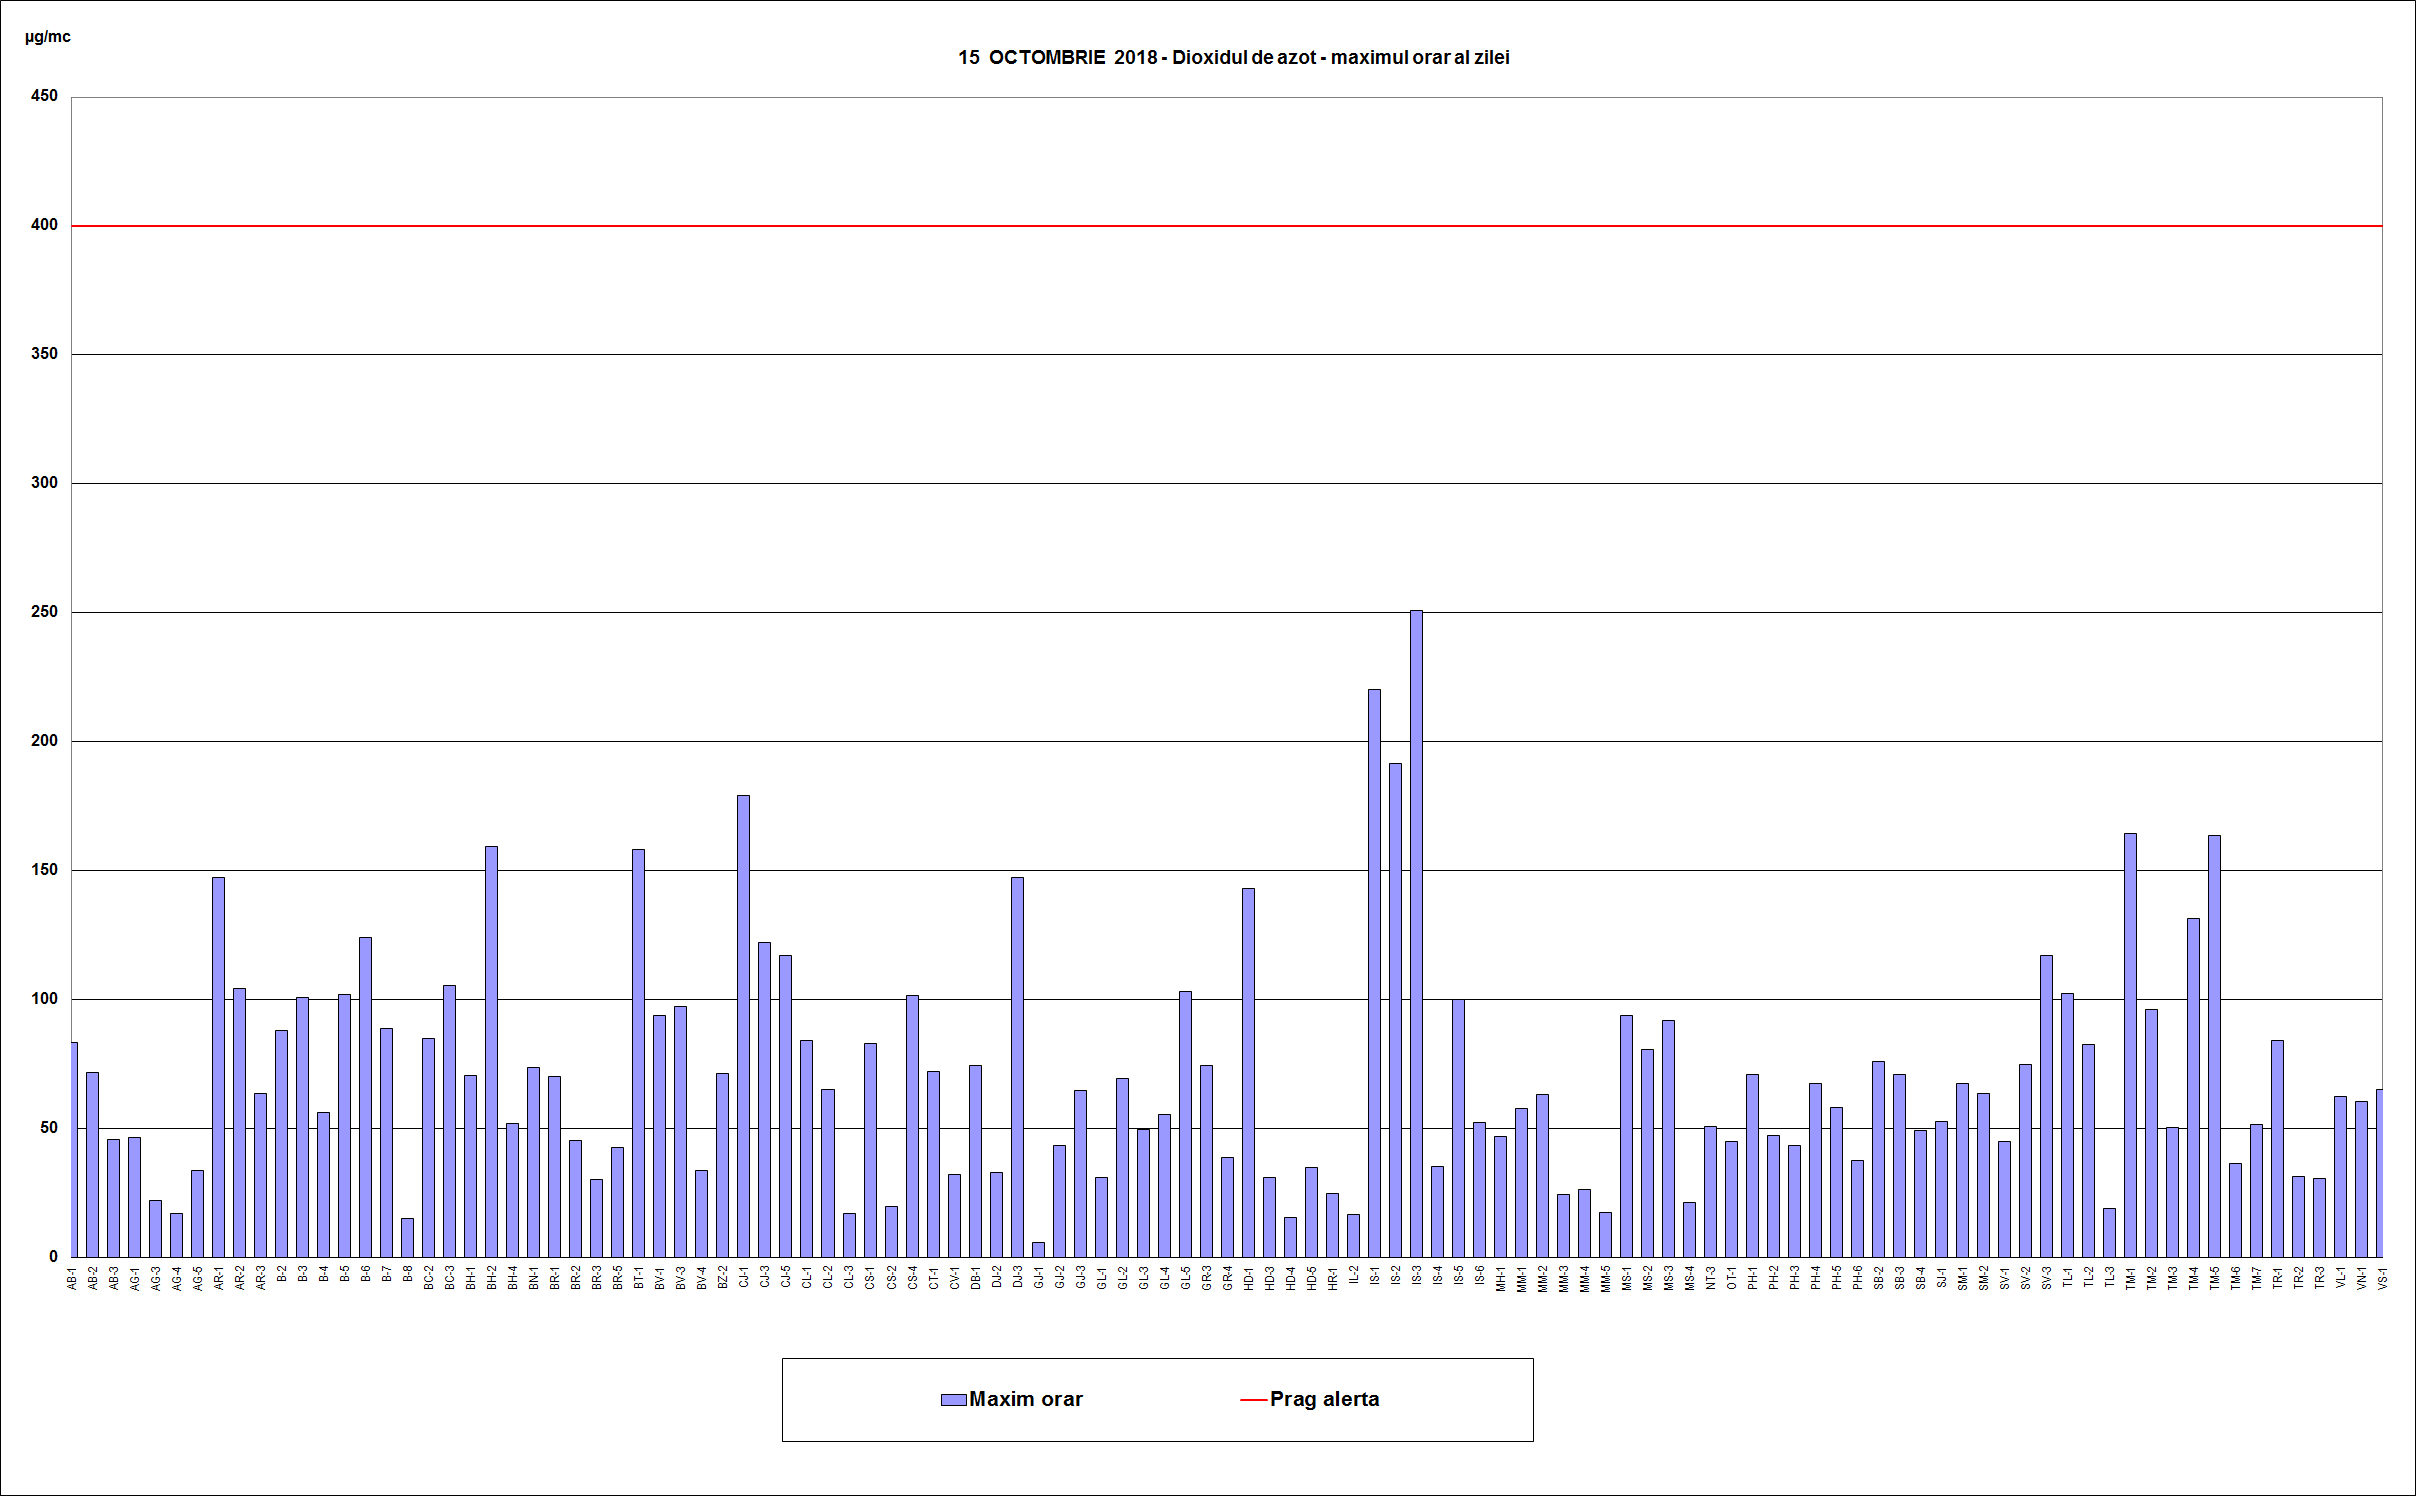 µg/mc
15 OCTOMBRIE 2018 - Dioxidul de azot - maximul orar al zilei
450
400
350
300
250
200
150
100
50
0
AB-1 AB-2 AB-3 AG-1 AG-3 AG-4 AG-5 AR-1 AR-2 AR-3 B-2 B-3 B-4 B-5 B-6 B-7 B-8 BC-2 BC-3 BH-1 BH-2 BH-4 BN-1 BR-1 BR-2 BR-3 BR-5 BT-1 BV-1 BV-3 BV-4 BZ-2 CJ-1 CJ-3 CJ-5 CL-1 CL-2 CL-3 CS-1 CS-2 CS-4 CT-1 CV-1 DB-1 DJ-2 DJ-3 GJ-1 GJ-2 GJ-3 GL-1 GL-2 GL-3 GL-4 GL-5 GR-3 GR-4 HD-1 HD-3 HD-4 HD-5 HR-1 IL-2 IS-1 IS-2 IS-3 IS-4 IS-5 IS-6 MH-1 MM-1 MM-2 MM-3 MM-4 MM-5 MS-1 MS-2 MS-3 MS-4 NT-3 OT-1 PH-1 PH-2 PH-3 PH-4 PH-5 PH-6 SB-2 SB-3 SB-4 SJ-1 SM-1 SM-2 SV-1 SV-2 SV-3 TL-1 TL-2 TL-3 TM-1 TM-2 TM-3 TM-4 TM-5 TM-6 TM-7 TR-1 TR-2 TR-3 VL-1 VN-1 VS-1
Maxim orar Prag alerta